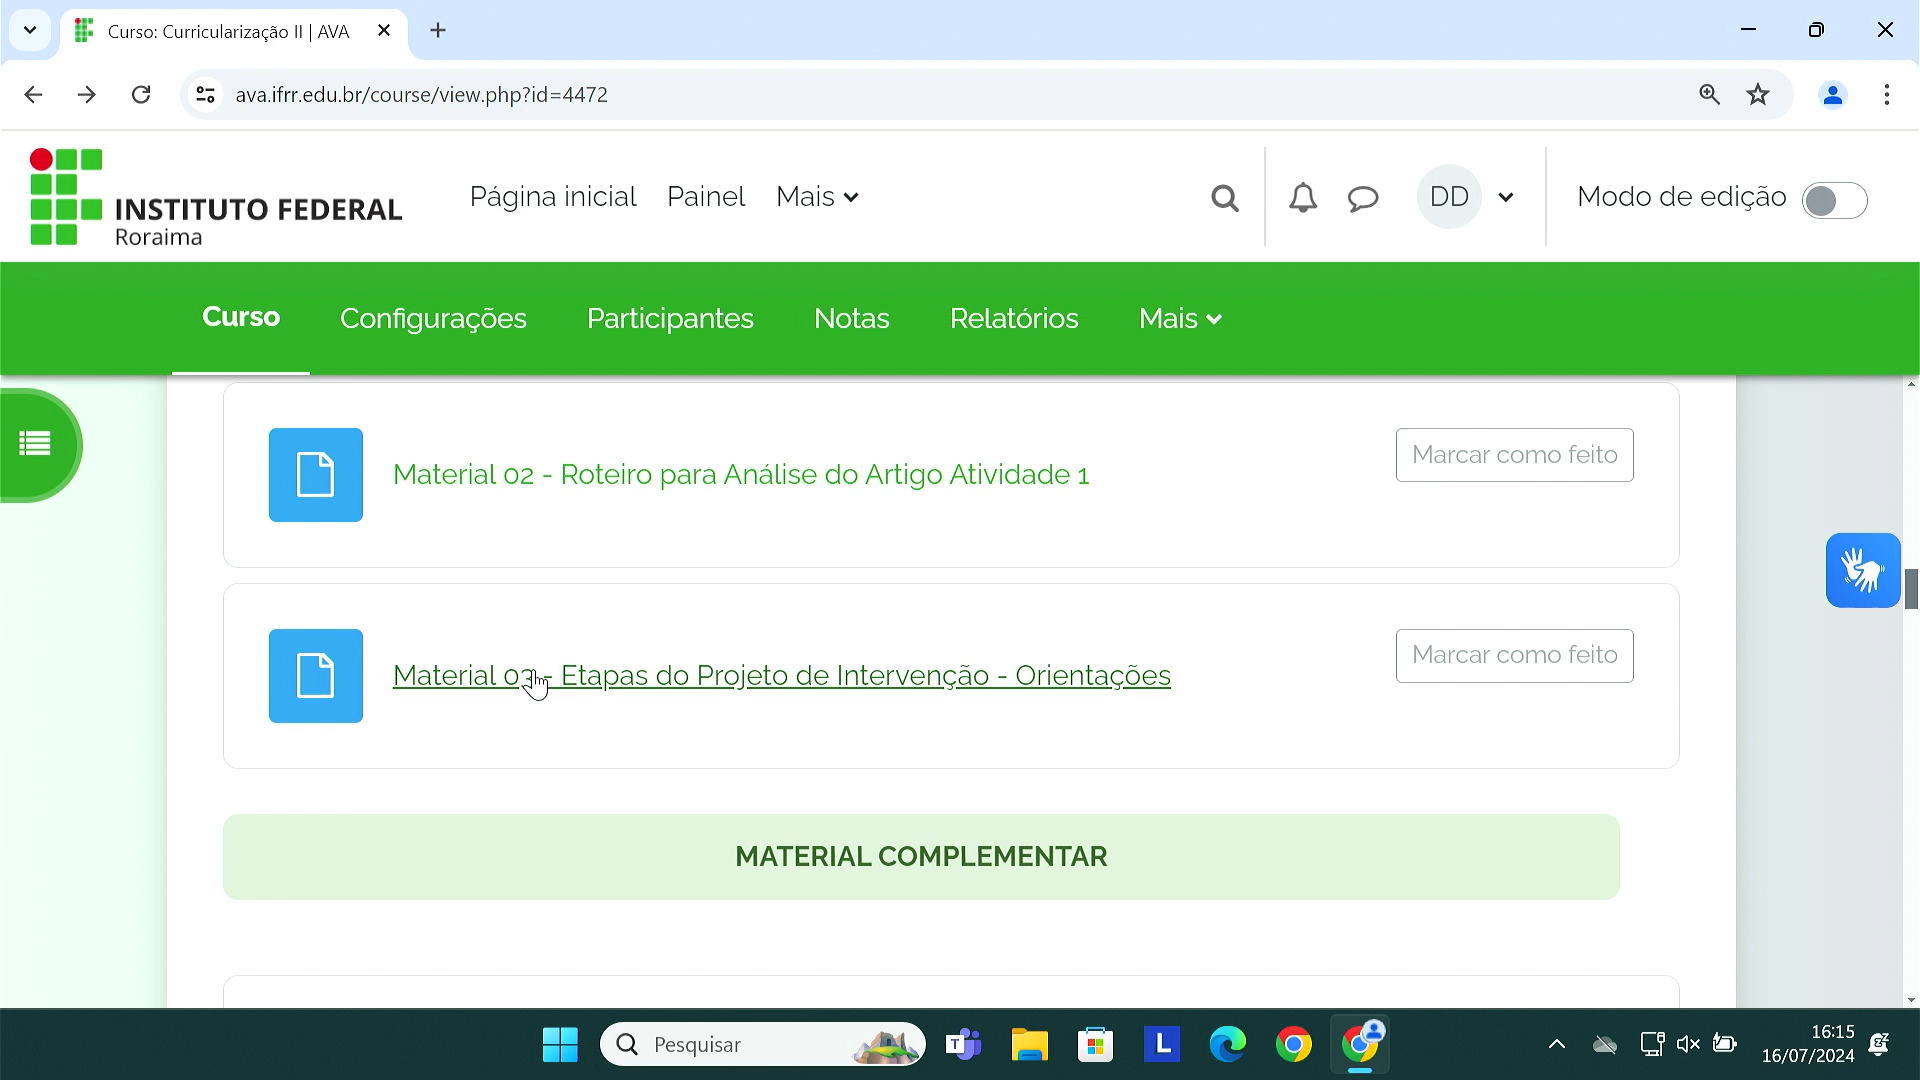 Curso: Curricularização II | AVA
ava.ifrr.edu.br/course/view.php?id=4472
INSTITUTO FEDERAL
Roraima
Página inicial Painel Mais
DD
Modo de edição
Curso Configurações Participantes Notas Relatórios Mais
Material 02 - Roteiro para Análise do Artigo Atividade 1
Marcar como feito
Material 03 - Etapas do Projeto de Intervenção - Orientações
Marcar como feito
MATERIAL COMPLEMENTAR
Pesquisar
T
L
16:15
16/07/2024